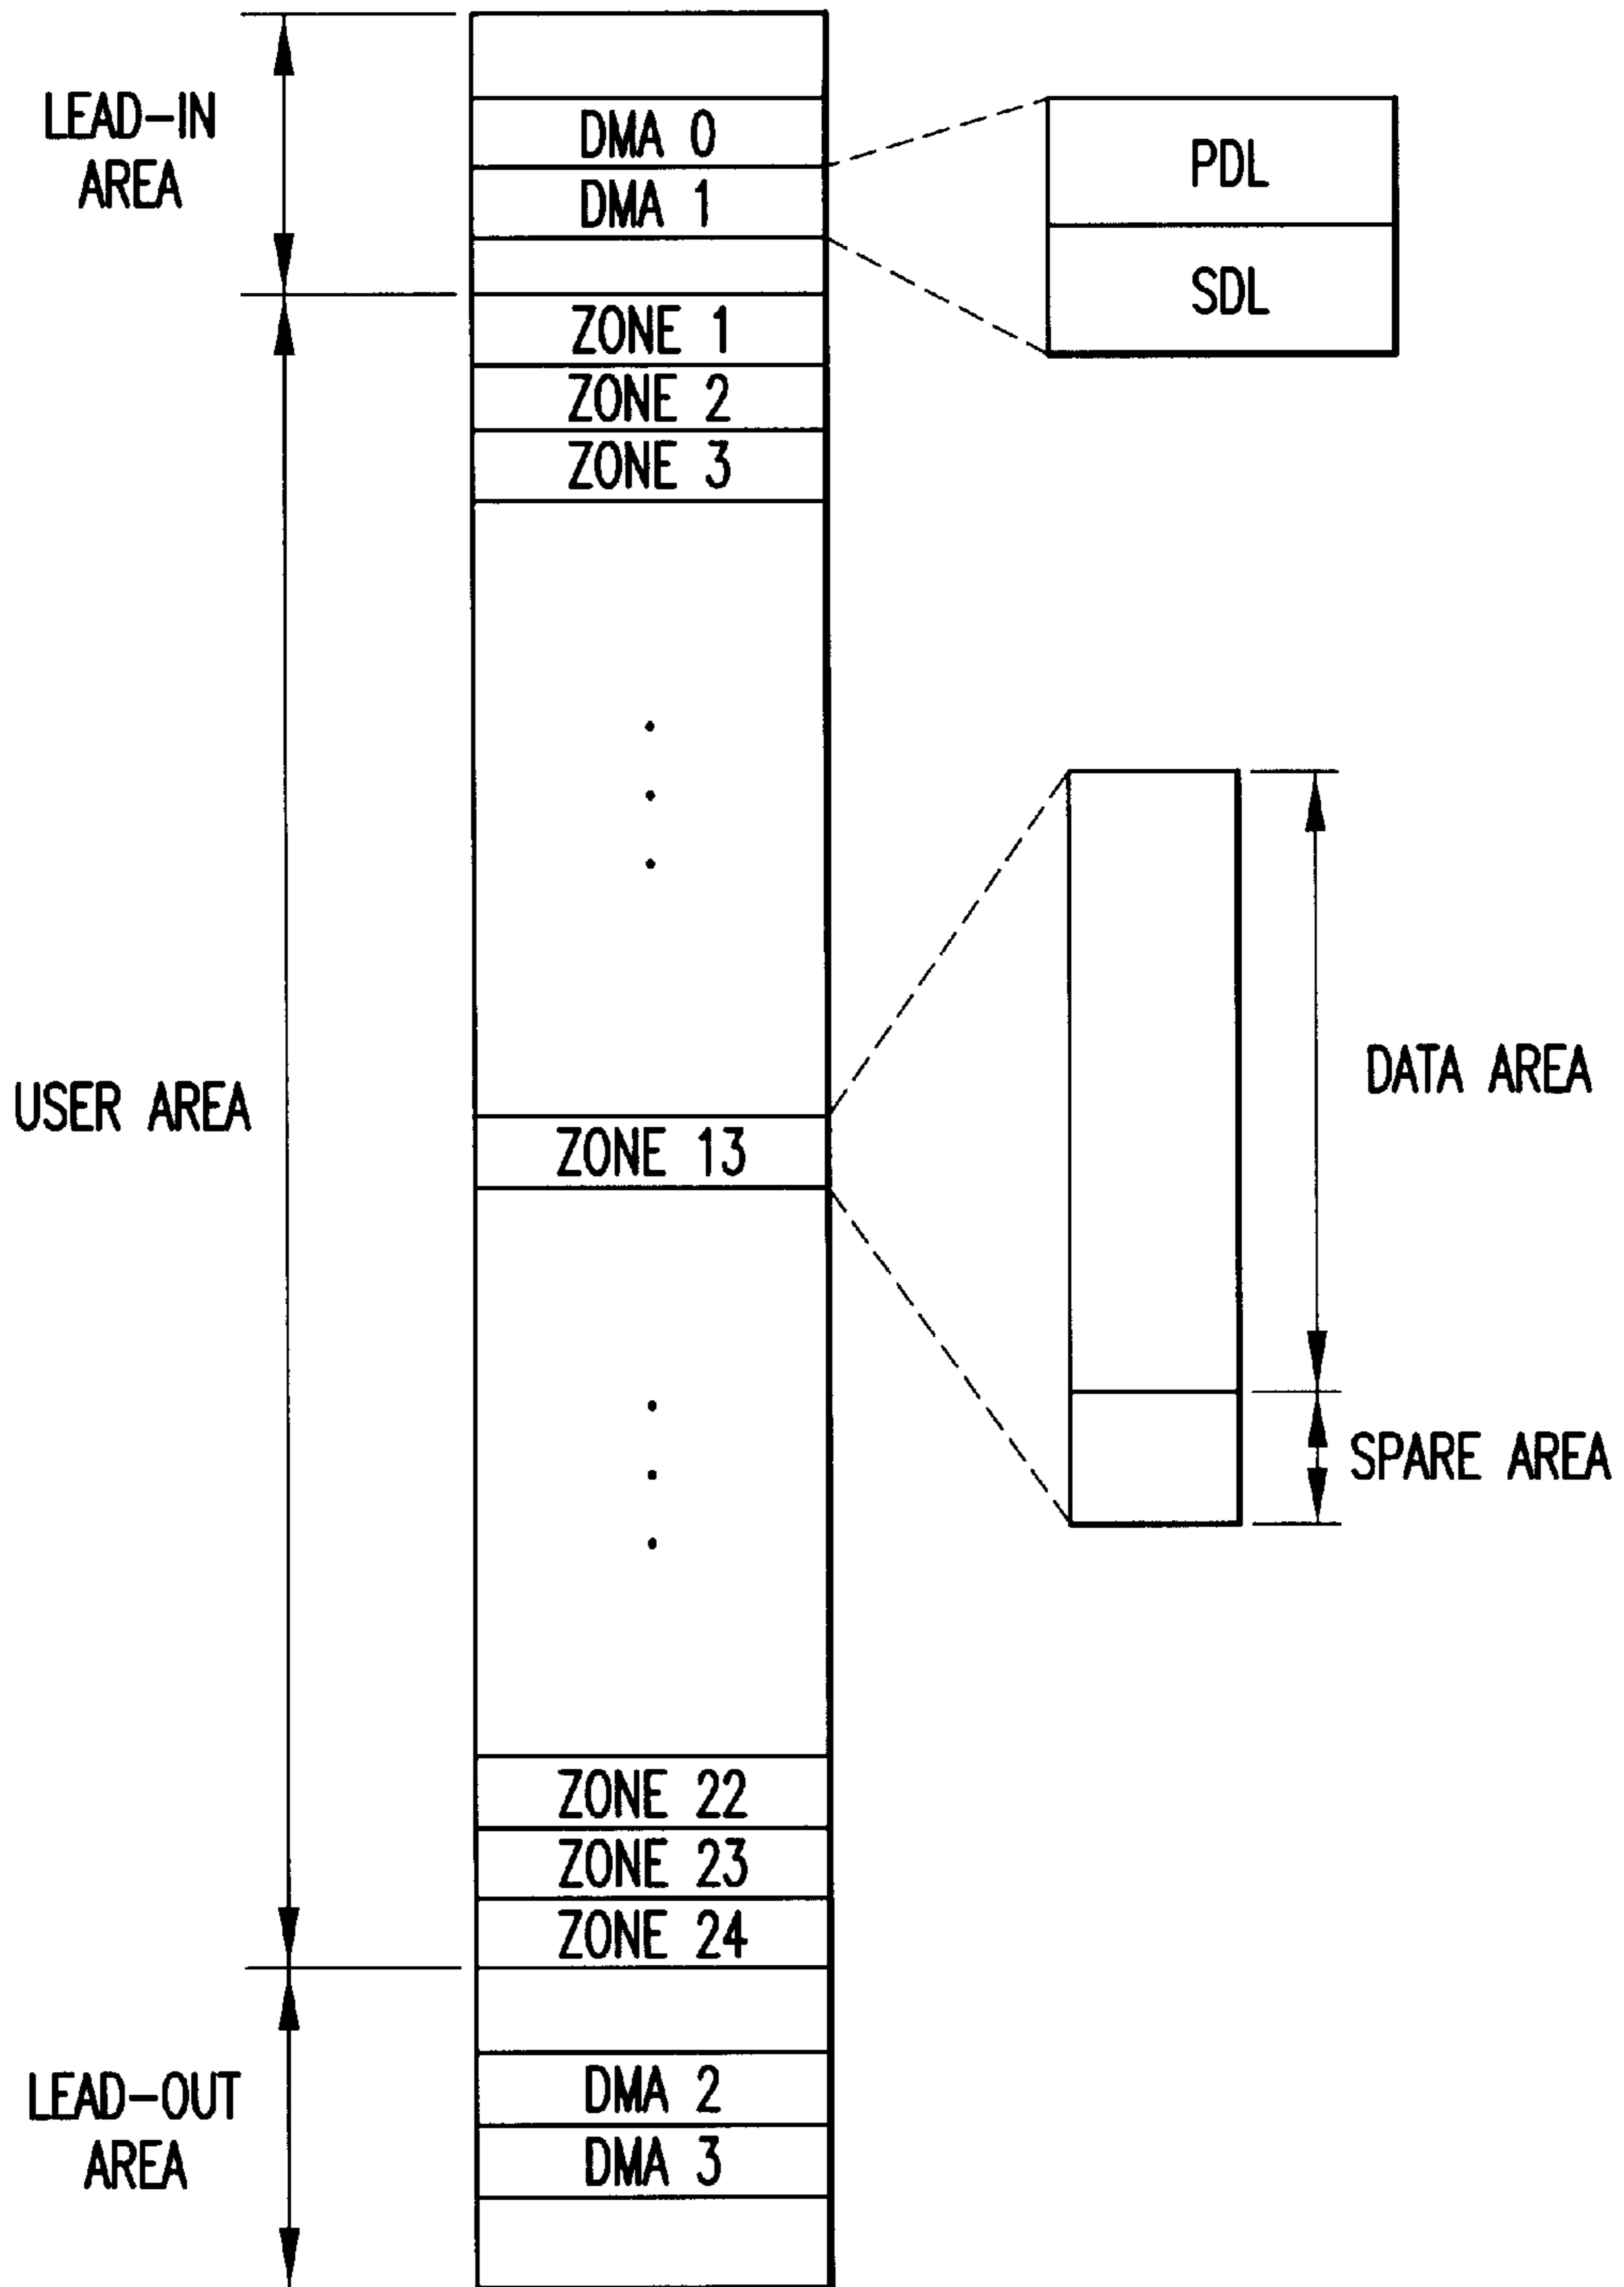 LEAD-IN
AREA
DMA 0
DMA 1
PDL
SDL
ZONE 1
ZONE 2
ZONE 3
USER AREA
ZONE 13
DATA AREA
SPARE AREA
ZONE 22
ZONE 23
ZONE 24
LEAD-OUT
AREA
DMA 2
DMA 3